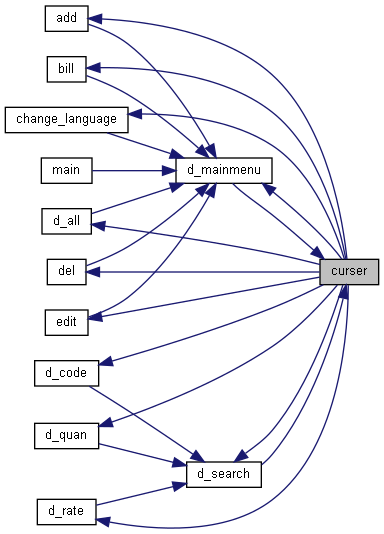 add
bill
change_language
main
d_mainmenu
d_all
del
curser
edit
d_code
d_quan
d_search
d_rate